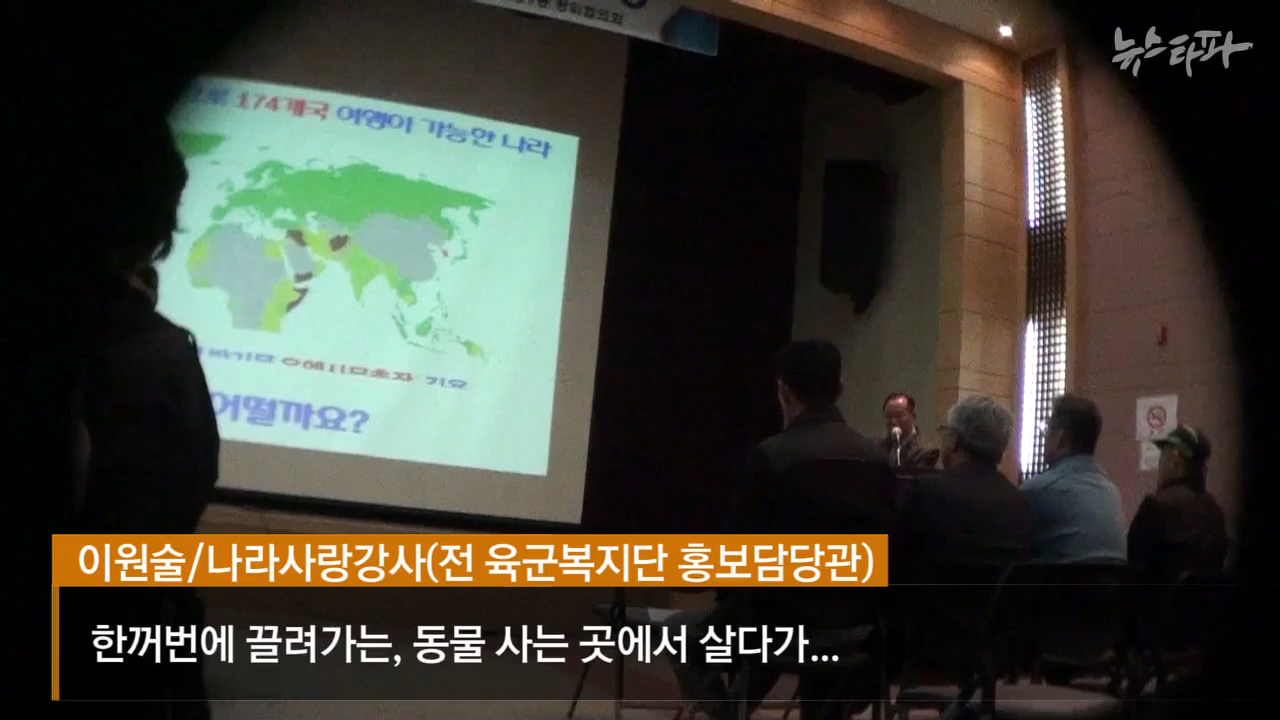 뉴스타파
174개국 여행이 가능한 나라
어떨까요?
이원술/나라사랑강사(전 육군복지단 홍보담당관)
한꺼번에 끌려가는, 동물 사는 곳에서 살다가...